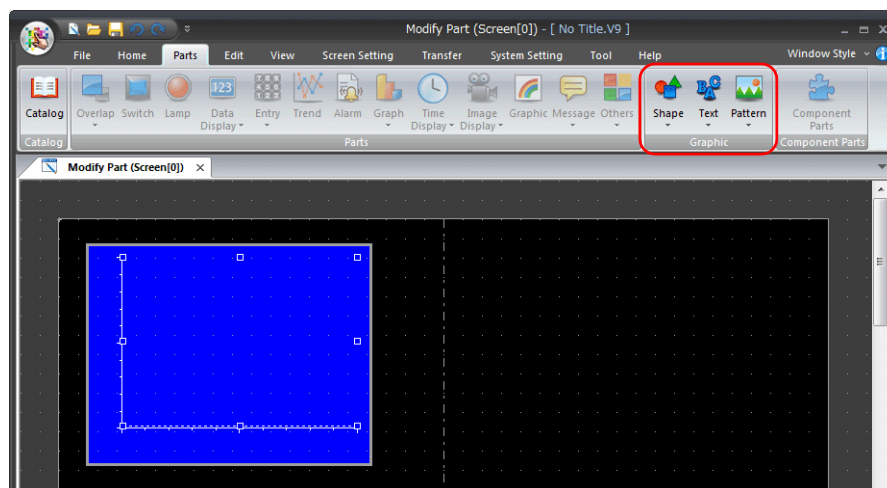 Modify Part (Screen[0]) - [ No Title.V9 ]
File Home Parts Edit View Screen Setting Transfer System Setting Tool Help Window Style
Catalog Overlap Switch Lamp Data Display Entry Trend Alarm Graph Time Display Image Display Graphic Message Others Shape Text Pattern Component Parts
Catalog Parts Graphic Component Parts
Modify Part (Screen[0])